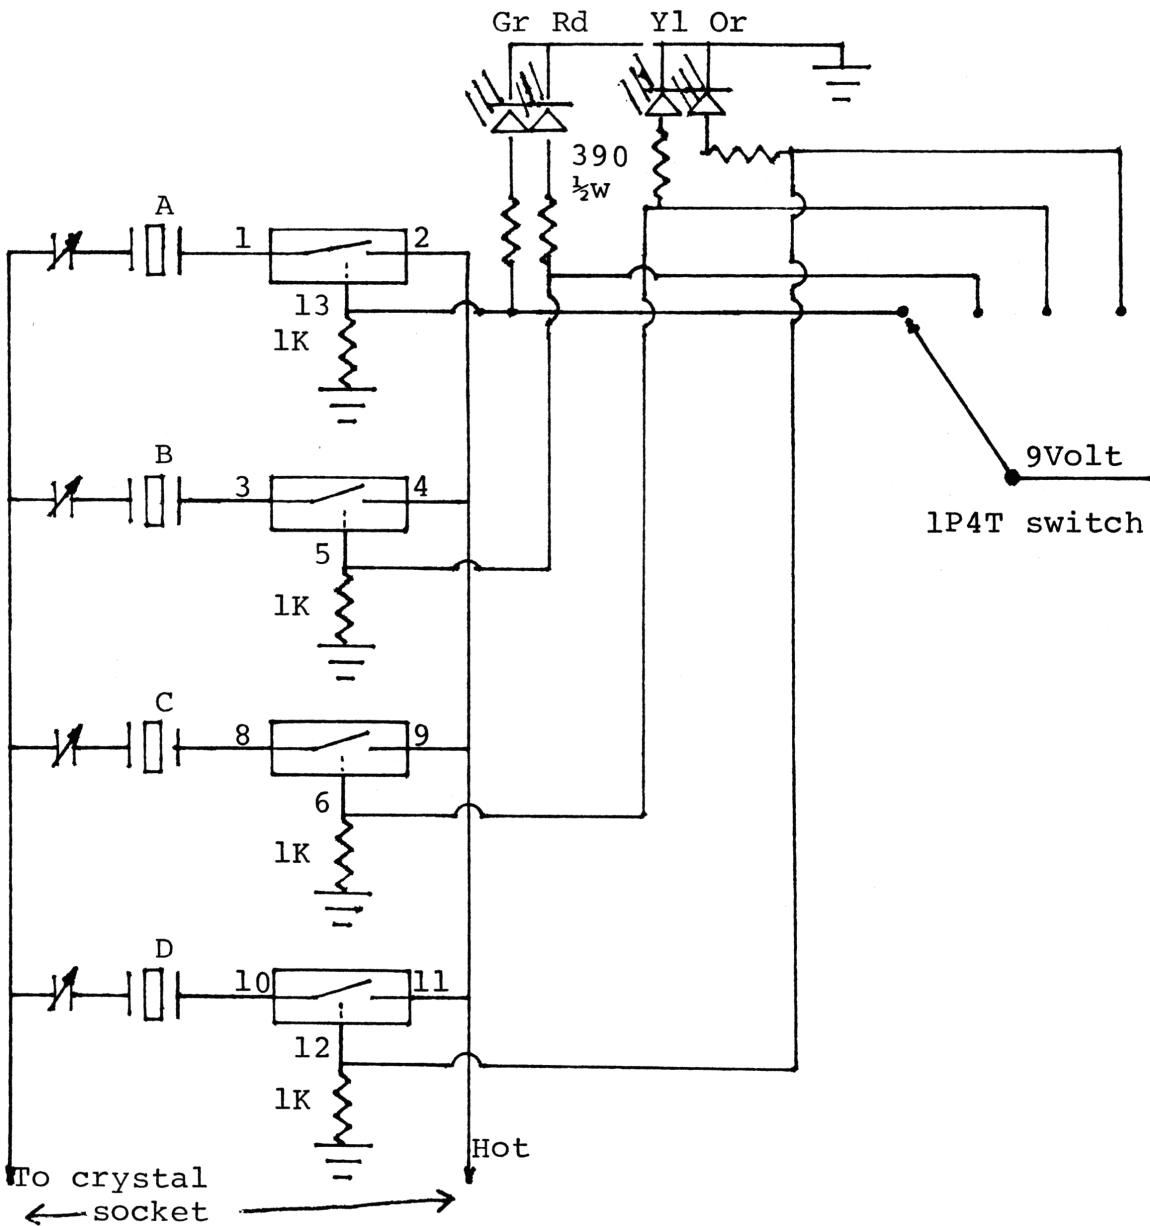 Gr Rd Yl Or
390
½w
A
1 2
13
1K
B
3 4
5
1K
9Volt
1P4T switch
C
8 9
6
1K
D
10 11
12
1K
Hot
To crystal
socket